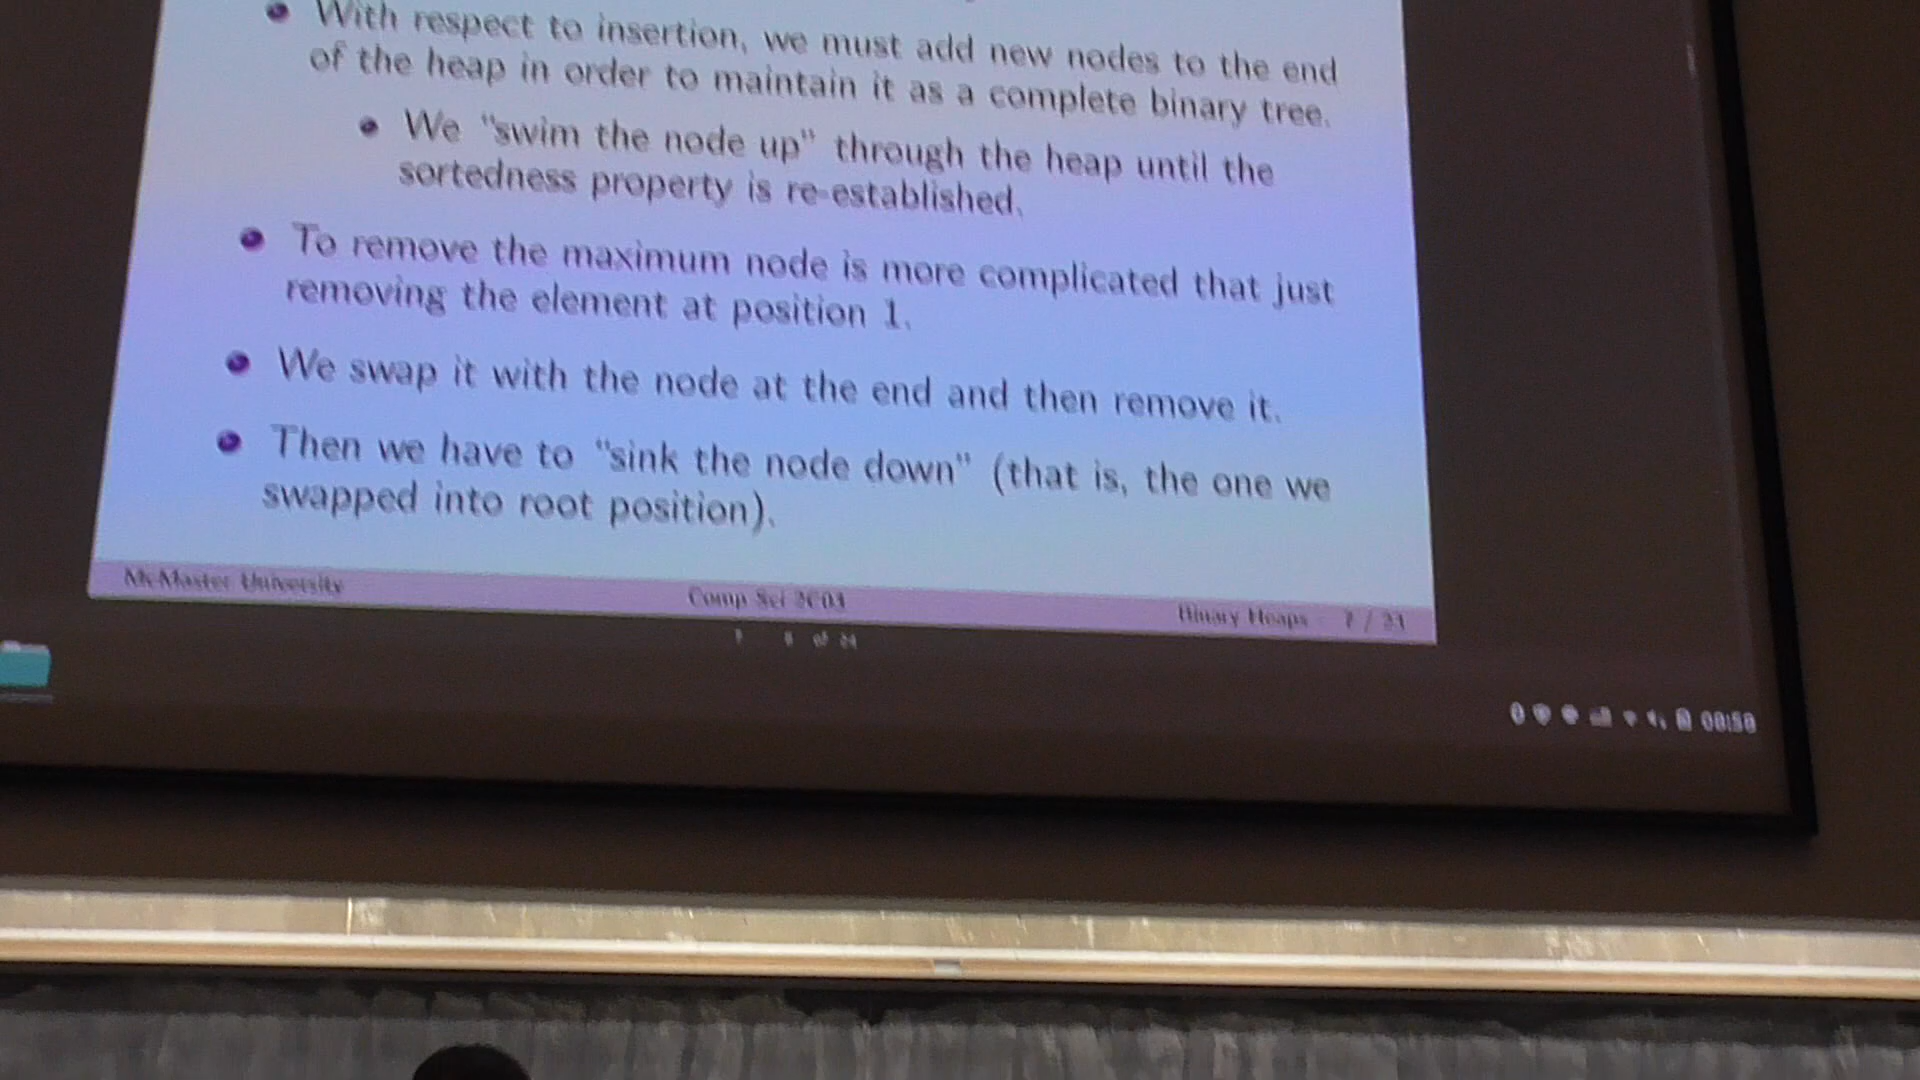 With respect to insertion, we must add new nodes to the end
of the heap in order to maintain it as a complete binary tree.
We "swim the node up" through the heap until the
sortedness property is re-established.
To remove the maximum node is more complicated that just
removing the element at position 1.
We swap it with the node at the end and then remove it.
Then we have to "sink the node down" (that is, the one we
swapped into root position).
McMaster University
Comp Sci 2C03
Binary Heaps